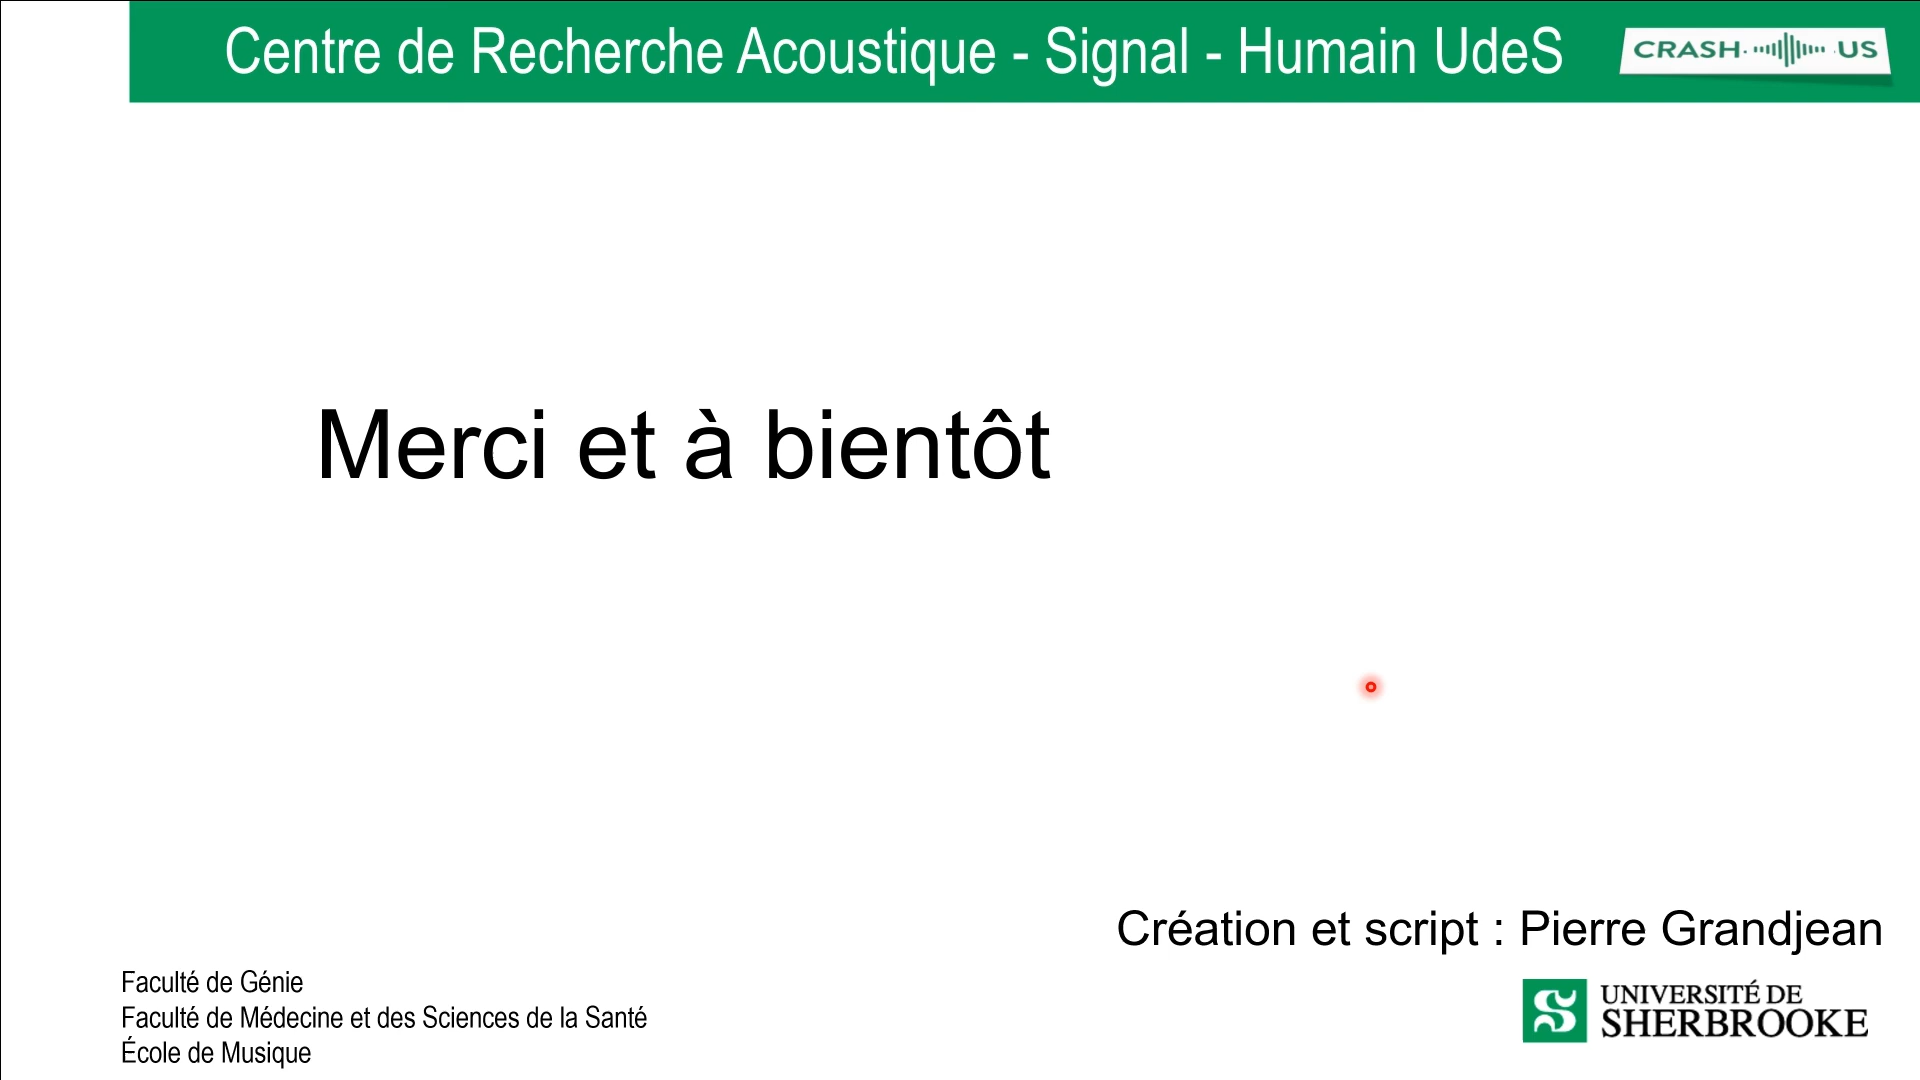 Centre de Recherche Acoustique - Signal - Humain UdeS
CRASH US
Merci et à bientôt
Création et script : Pierre Grandjean
Faculté de Génie
Faculté de Médecine et des Sciences de la Santé
École de Musique
UNIVERSITÉ DE
SHERBROOKE